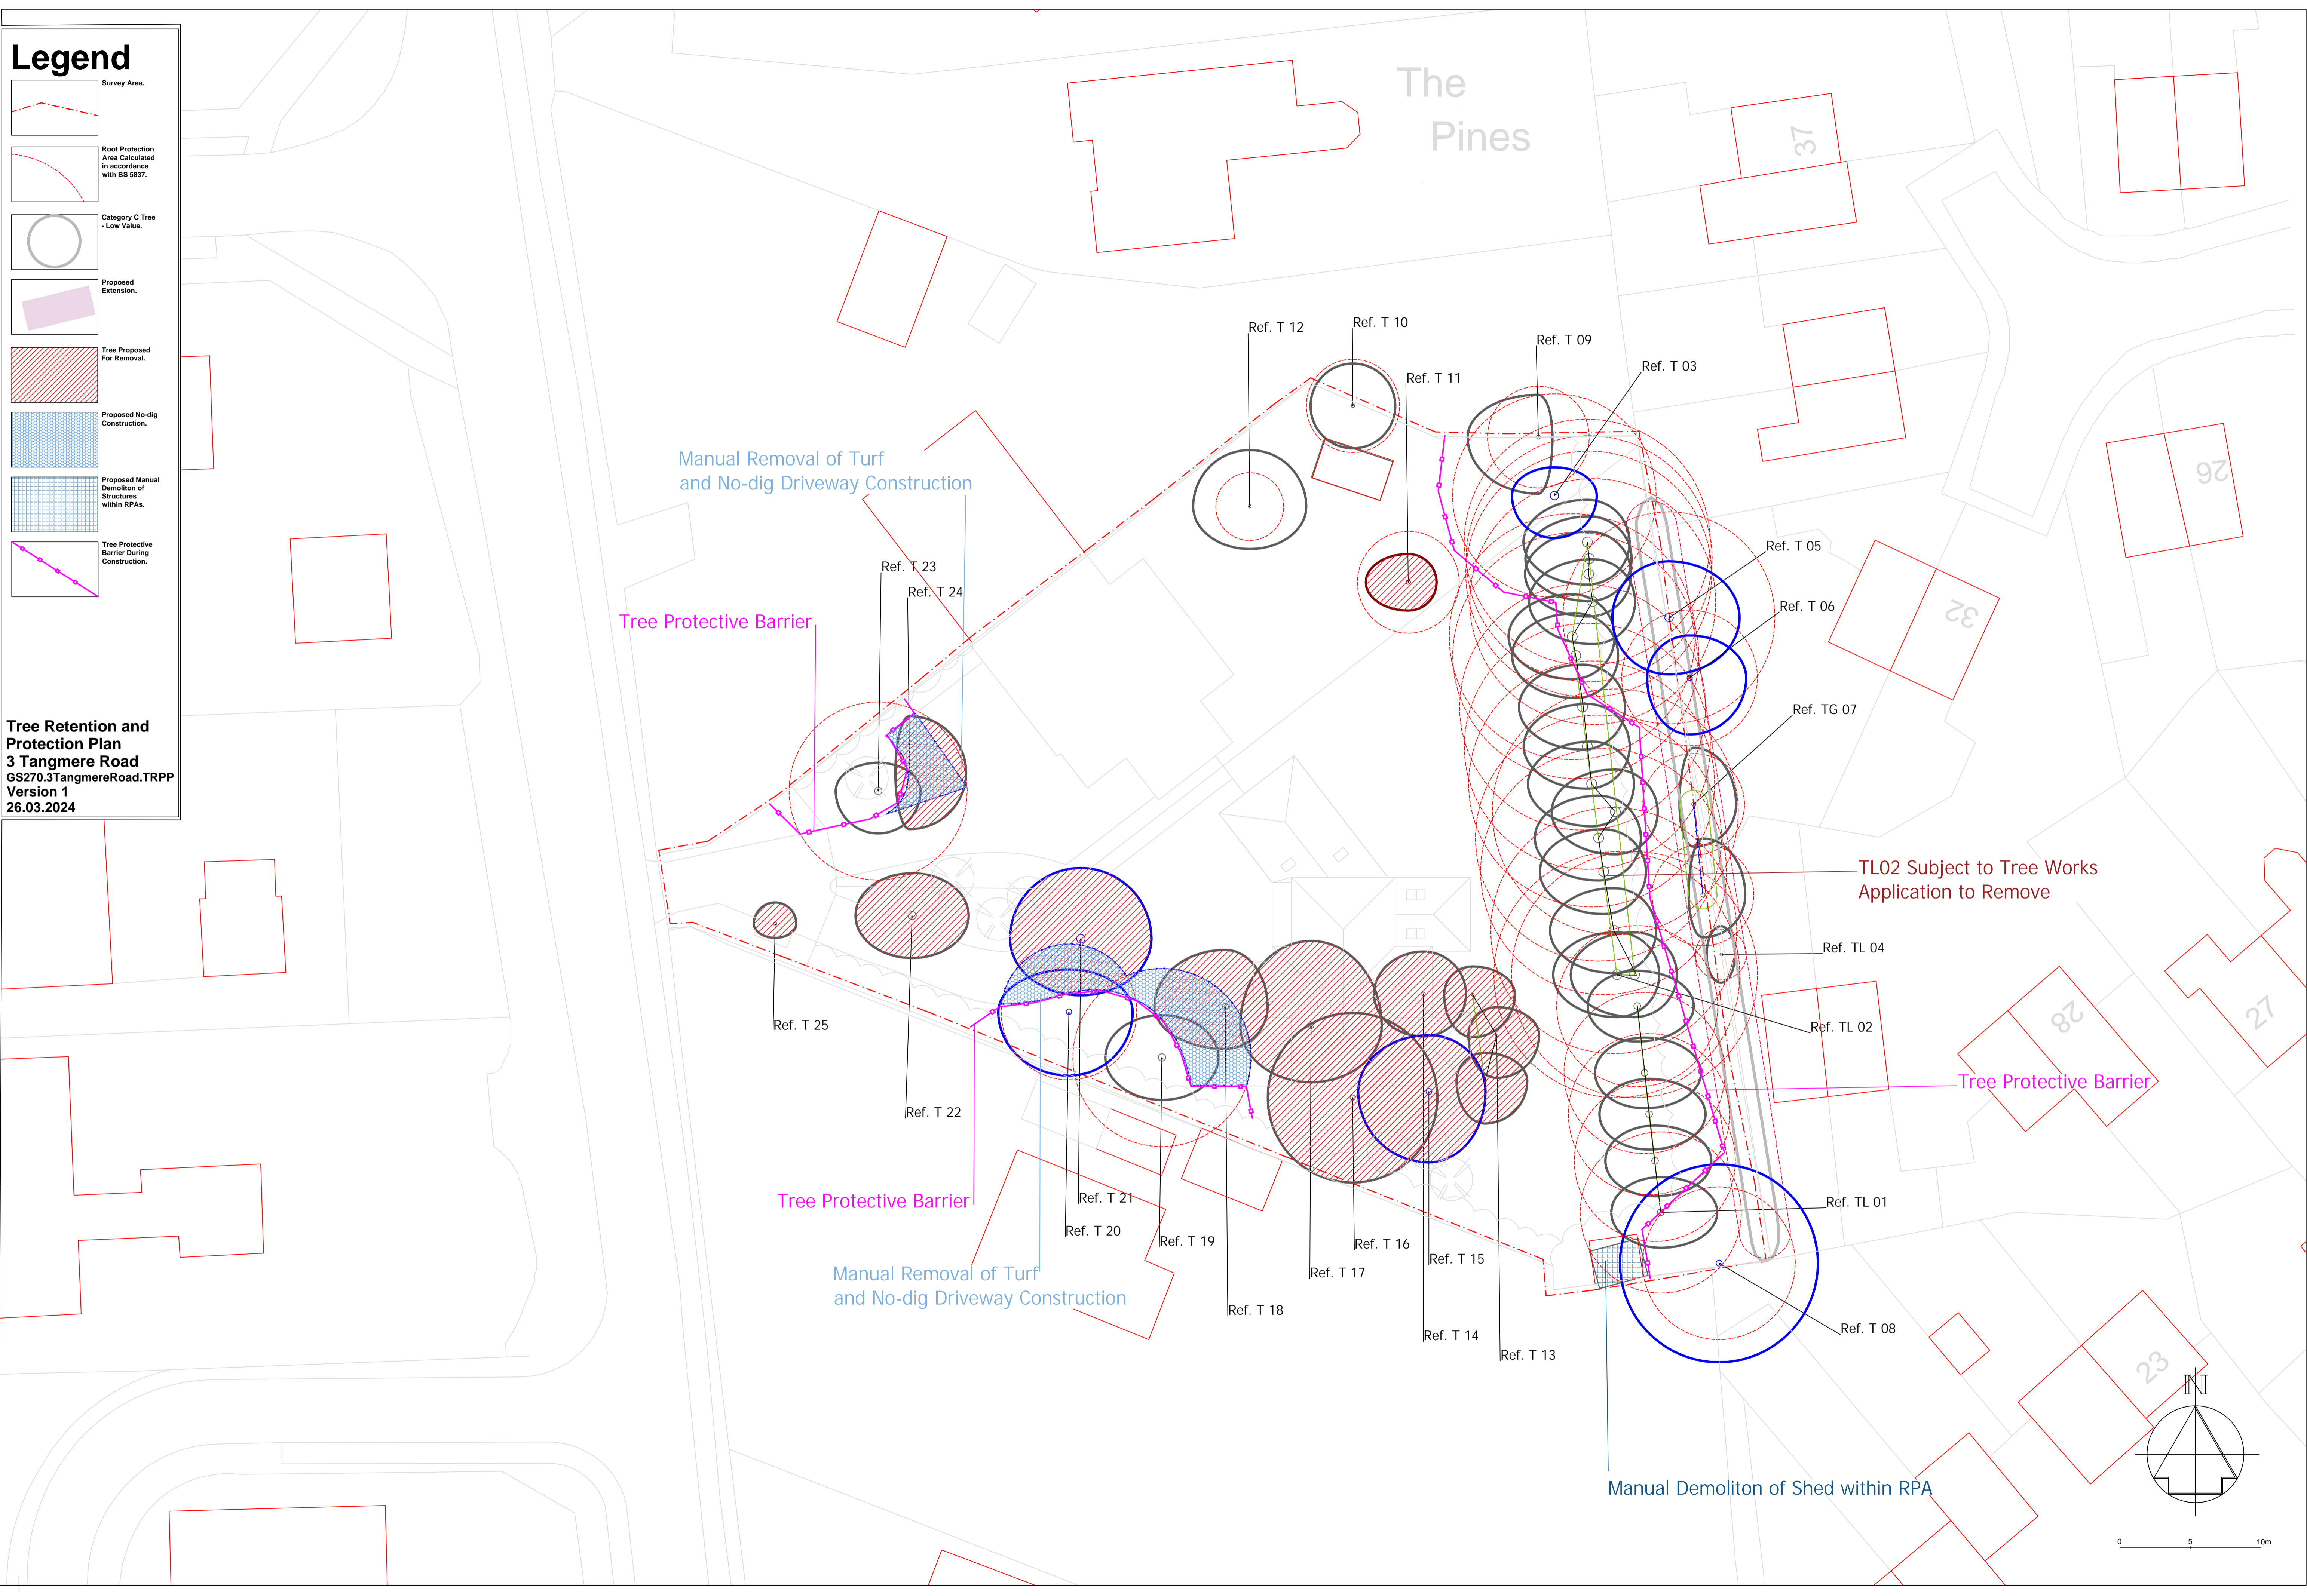 Legend
Survey Area.
Root Protection
Area Calculated
in accordance
with BS 5837.
Category C Tree
- Low Value.
Proposed
Extension.
Tree Proposed
For Removal.
Proposed No-dig
Construction.
Proposed Manual
Demoliton of
Structures
within RPAs.
Tree Protective
Barrier During
Construction.
Tree Retention and
Protection Plan
3 Tangmere Road
GS270.3TangmereRoad.TRPP
Version 1
26.03.2024
The
Pines
37
26
32
28
27
23
Ref. T 12
Ref. T 10
Ref. T 09
Ref. T 03
Ref. T 11
Manual Removal of Turf
and No-dig Driveway Construction
Ref. T 05
Ref. T 23
Ref. T 24
Ref. T 06
Tree Protective Barrier
Ref. TG 07
TL02 Subject to Tree Works
Application to Remove
Ref. TL 04
Ref. T 25
Ref. TL 02
Tree Protective Barrier
Ref. T 22
Tree Protective Barrier
Ref. T 21
Ref. TL 01
Ref. T 20
Ref. T 19
Ref. T 16
Ref. T 15
Ref. T 17
Manual Removal of Turf
and No-dig Driveway Construction
Ref. T 18
Ref. T 14
Ref. T 08
Ref. T 13
Manual Demoliton of Shed within RPA
N
0 5 10m